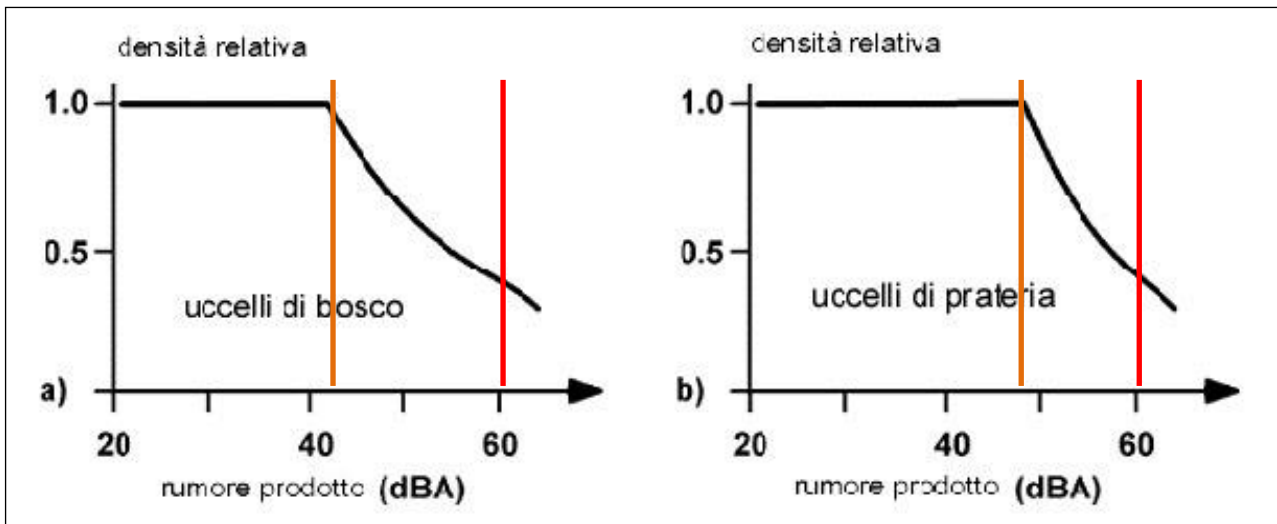 densità relativa
1.0
0.5
uccelli di bosco
a)
20 40 60
rumore prodotto (dBA)
densità relativa
1.0
0.5
uccelli di prateria
b)
20 40 60
rumore prodotto (dBA)